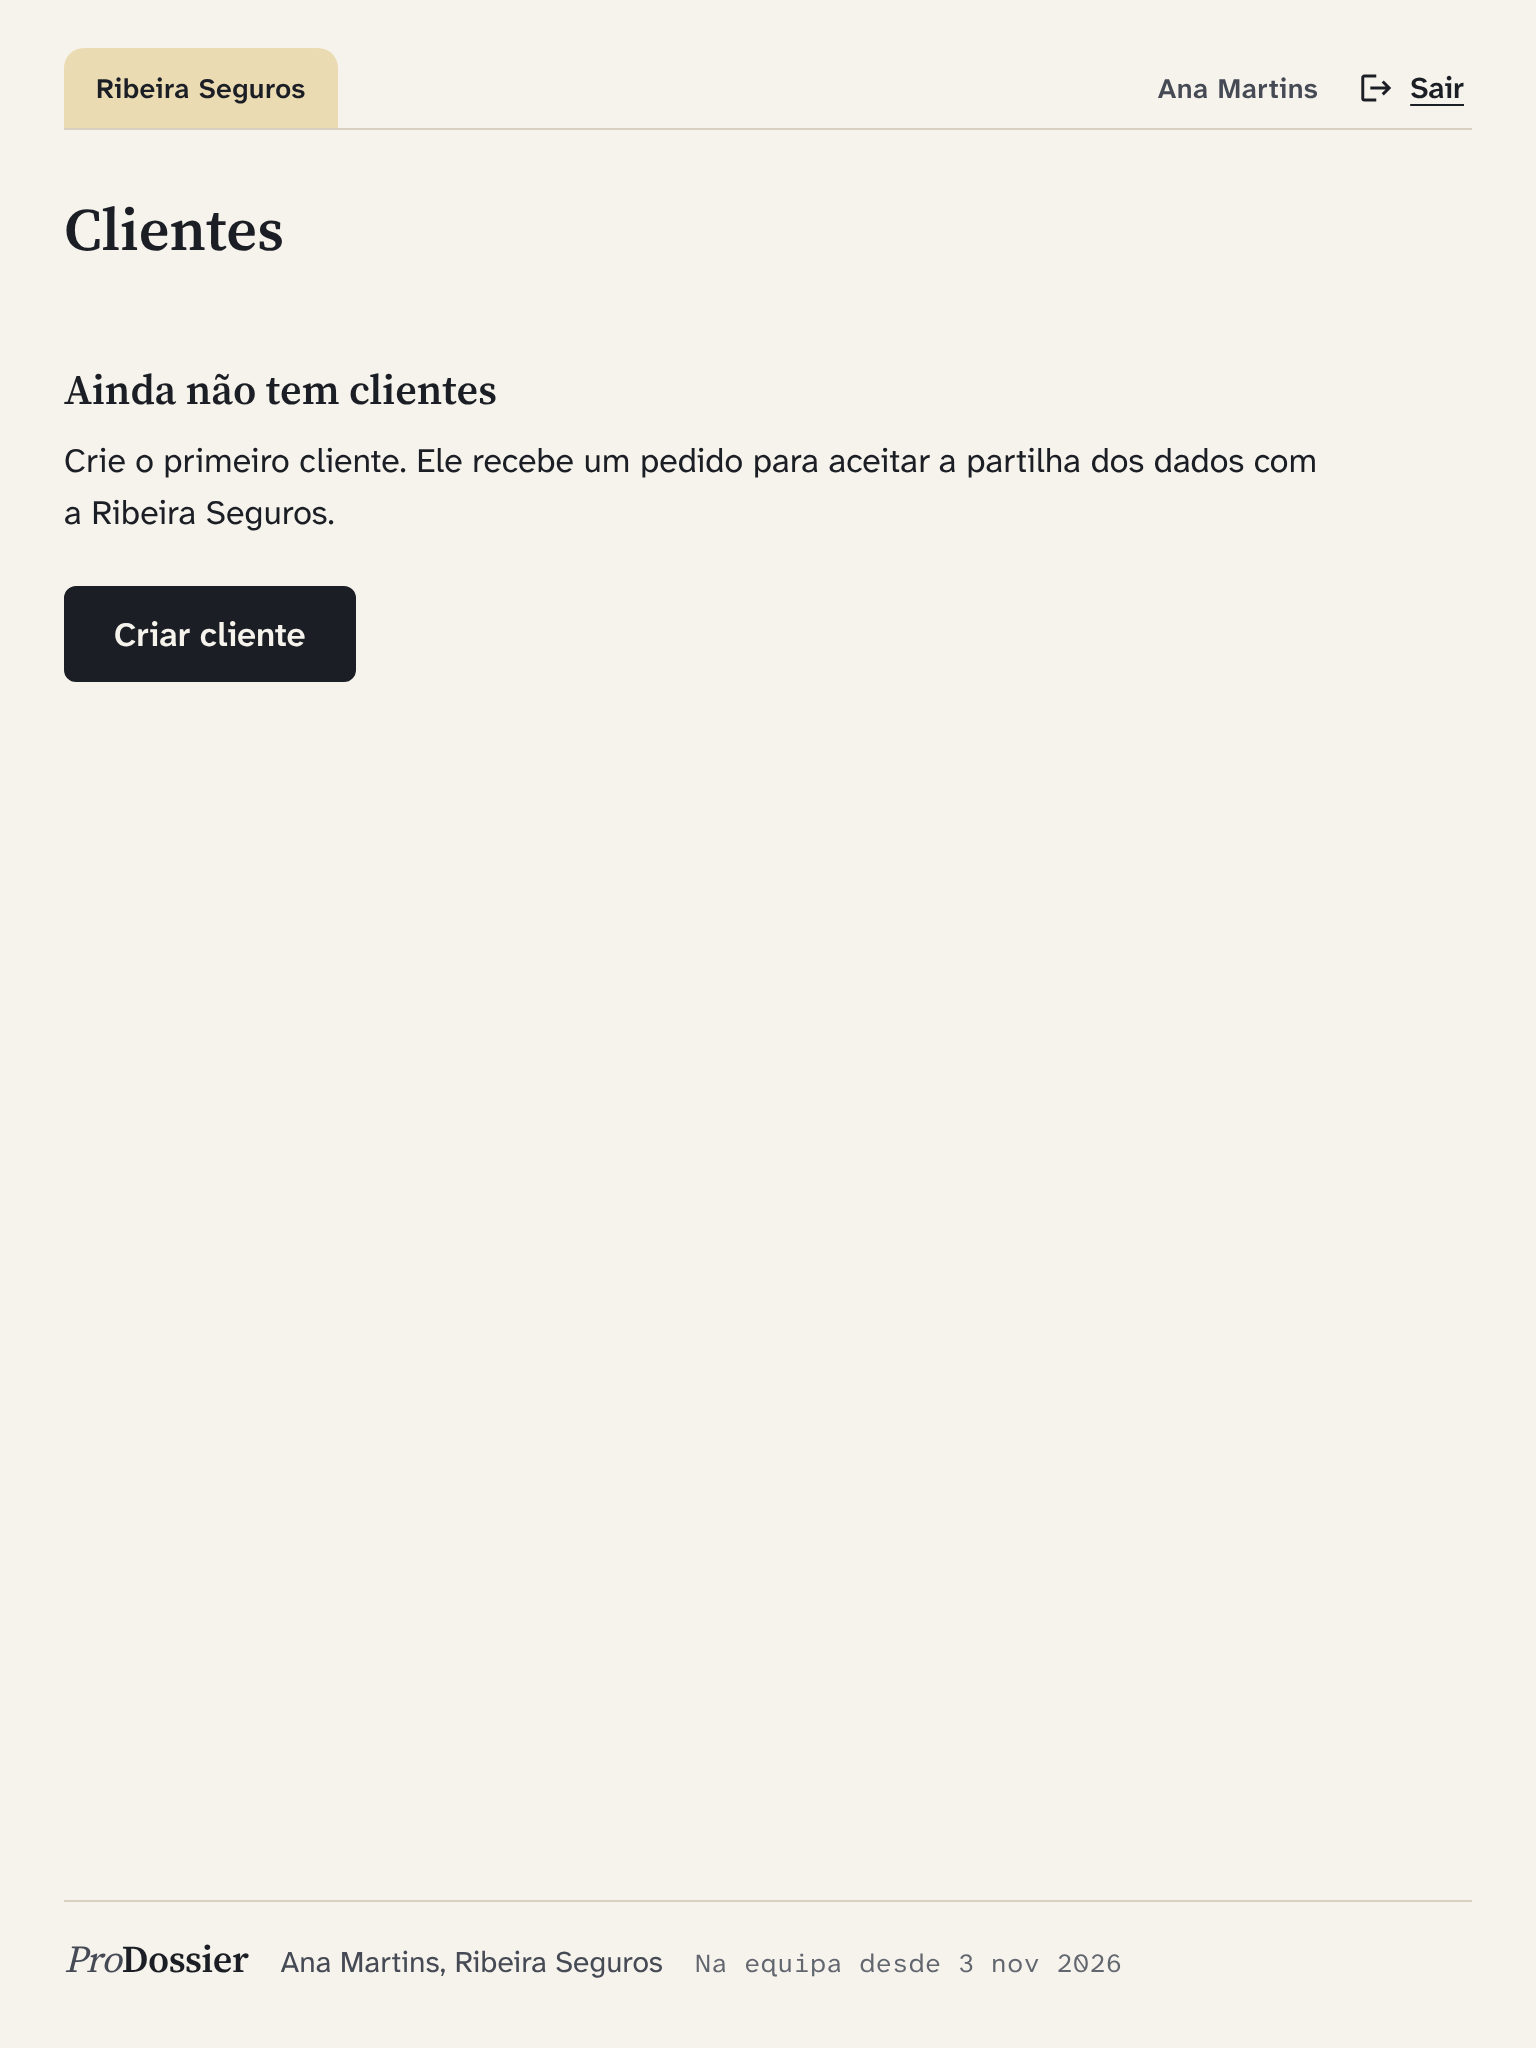 Ribeira Seguros
Ana Martins
Sair
Clientes
Ainda não tem clientes
Crie o primeiro cliente. Ele recebe um pedido para aceitar a partilha dos dados com
a Ribeira Seguros.
Criar cliente
ProDossier
Ana Martins, Ribeira Seguros
Na equipa desde 3 nov 2026